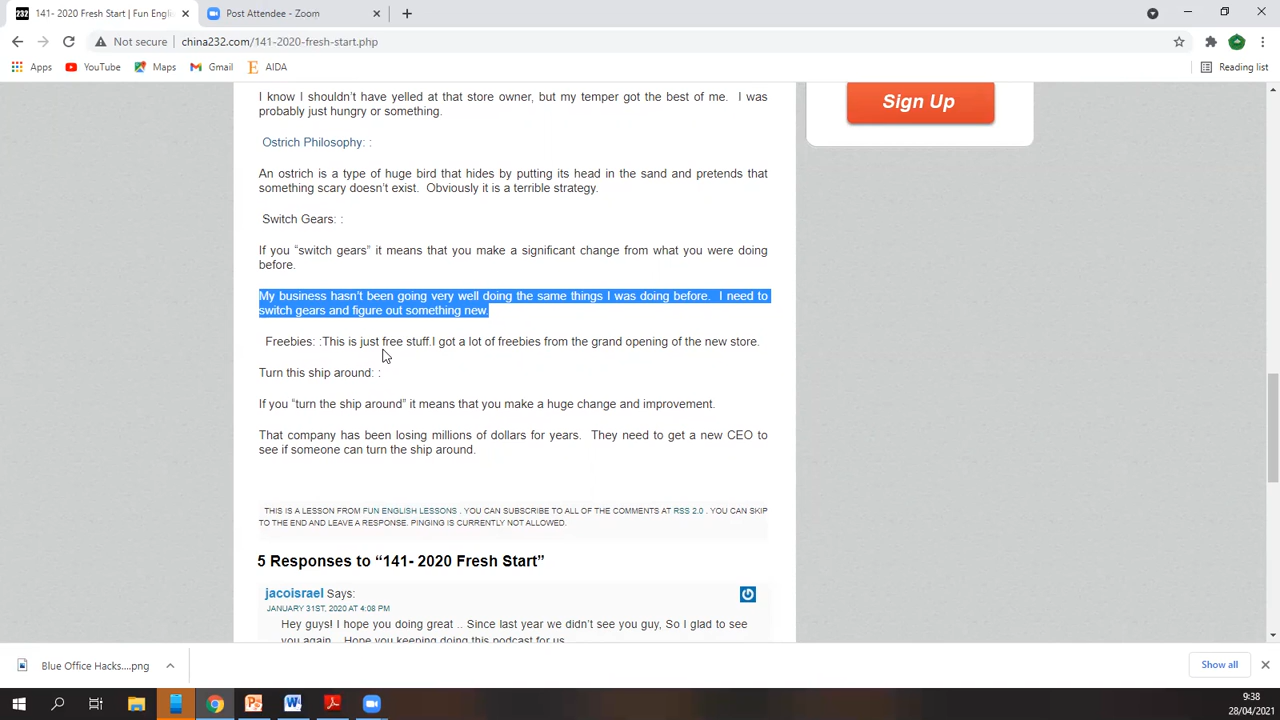 232 141- 2020 Fresh Start | Fun Engli
Post Attendee - Zoom
Not secure china232.com/141-2020-fresh-start.php
Apps YouTube Maps Gmail AIDA Reading list
I know I shouldn't have yelled at that store owner, but my temper got the best of me. I was
probably just hungry or something.
Sign Up
Ostrich Philosophy: :
An ostrich is a type of huge bird that hides by putting its head in the sand and pretends that
something scary doesn't exist. Obviously it is a terrible strategy.
Switch Gears: :
If you “switch gears” it means that you make a significant change from what you were doing
before.
My business hasn't been going very well doing the same things I was doing before. I need to
switch gears and figure out something new.
Freebies: :This is just free stuff.I got a lot of freebies from the grand opening of the new store.
Turn this ship around: :
If you “turn the ship around” it means that you make a huge change and improvement.
That company has been losing millions of dollars for years. They need to get a new CEO to
see if someone can turn the ship around.
THIS IS A LESSON FROM FUN ENGLISH LESSONS . YOU CAN SUBSCRIBE TO ALL OF THE COMMENTS AT RSS 2.0 . YOU CAN SKIP
TO THE END AND LEAVE A RESPONSE. PINGING IS CURRENTLY NOT ALLOWED.
5 Responses to “141- 2020 Fresh Start”
jacoisrael Says:
JANUARY 31ST, 2020 AT 4:08 PM
Hey guys! I hope you doing great .. Since last year we didn't see you guy, So I glad to see
you again .. Hope you keeping doing this podcast for us
Blue Office Hacks....png
Show all
9:38
28/04/2021